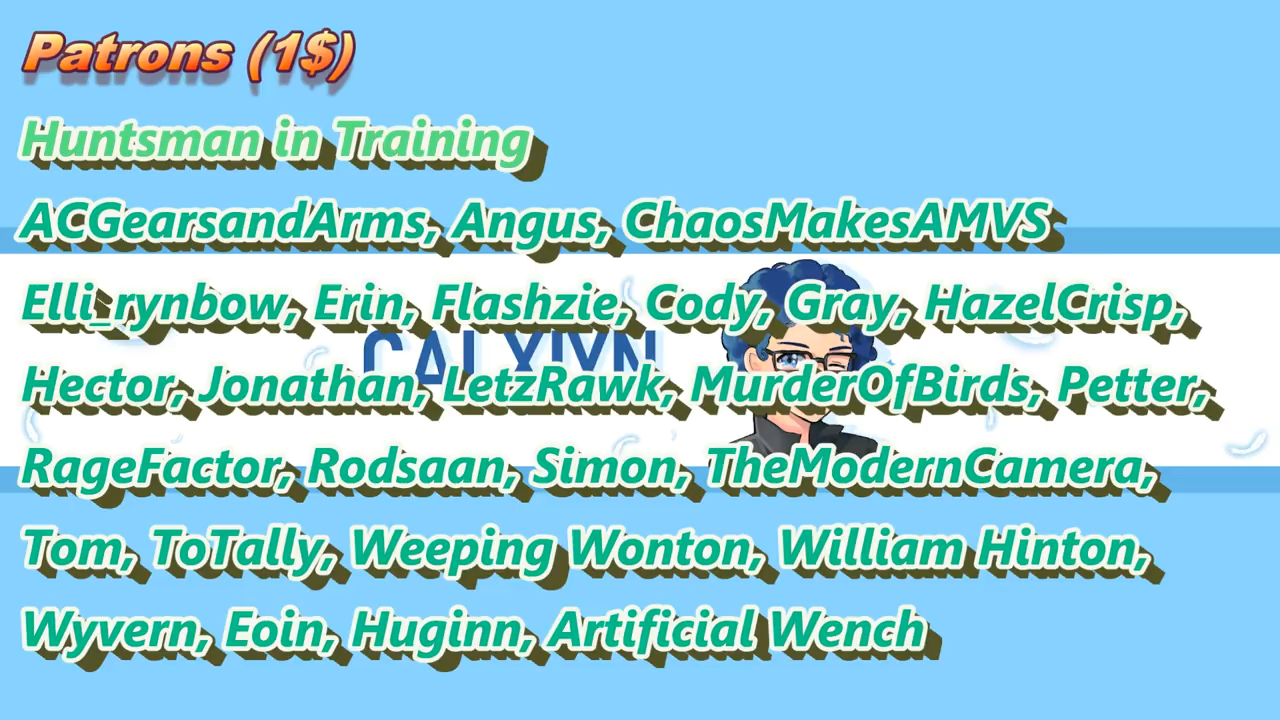 Patrons (1$)
Huntsman in Training
ACGearsandArms, Angus, ChaosMakesAMVS
Elli_rynbow, Erin, Flashzie, Cody, Gray, HazelCrisp,
Hector, Jonathan, LetzRawk, MurderOfBirds, Petter,
RageFactor, Rodsaan, Simon, TheModernCamera,
Tom, ToTally, Weeping Wonton, William Hinton,
Wyvern, Eoin, Huginn, Artificial Wench